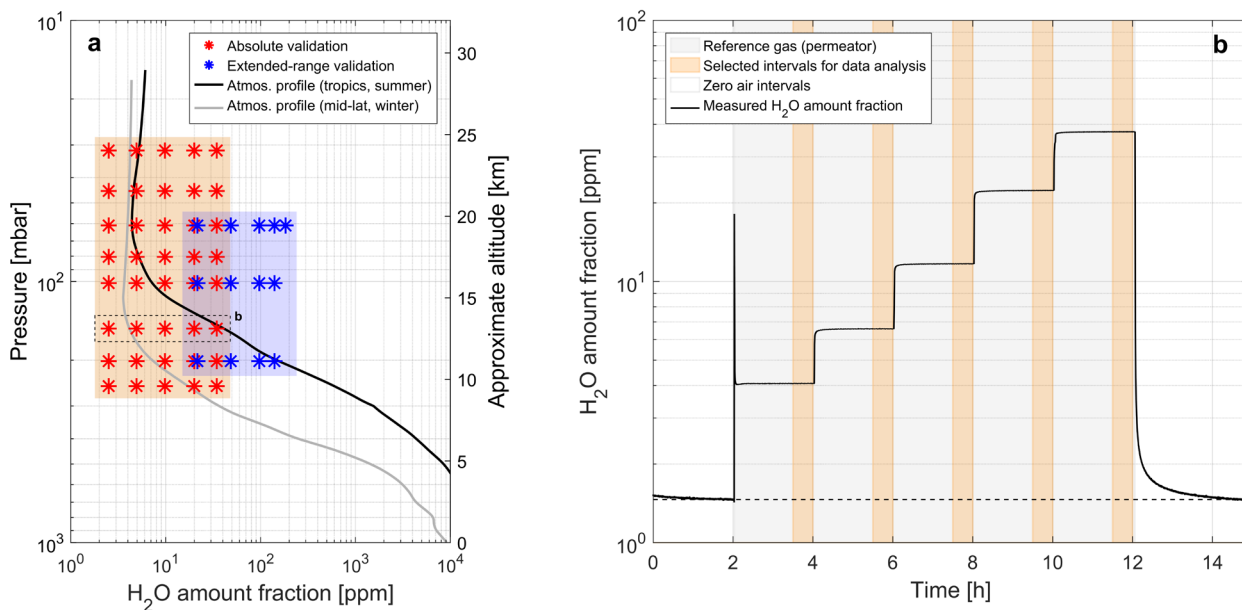 a
Absolute validation
Extended-range validation
Atmos. profile (tropics, summer)
Atmos. profile (mid-lat, winter)
b
10^1
10^2
10^3
Pressure [mbar]
10^0
10^1
10^2
10^3
10^4
H_2O amount fraction [ppm]
30
25
20
15
10
5
0
Approximate altitude [km]
b
Reference gas (permeator)
Selected intervals for data analysis
Zero air intervals
Measured H_2O amount fraction
10^2
10^1
10^0
H_2O amount fraction [ppm]
0
2
4
6
8
10
12
14
Time [h]